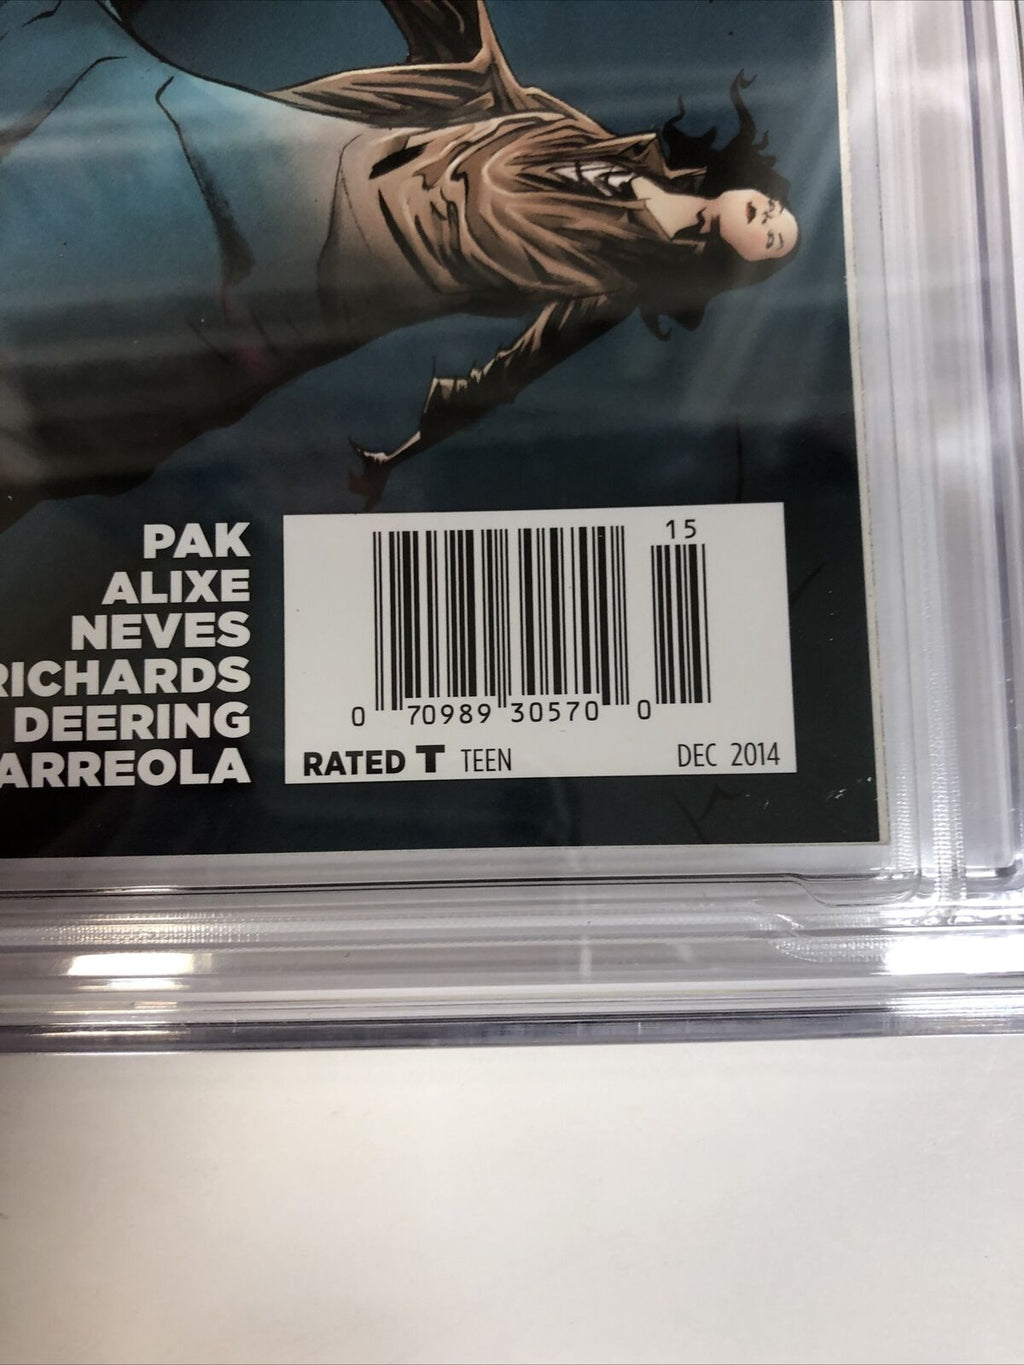 PAK
ALIXE
NEVES
RICHARDS
DEERING
ARREOLA
15
0 70989 30570 0
RATED T TEEN
DEC 2014